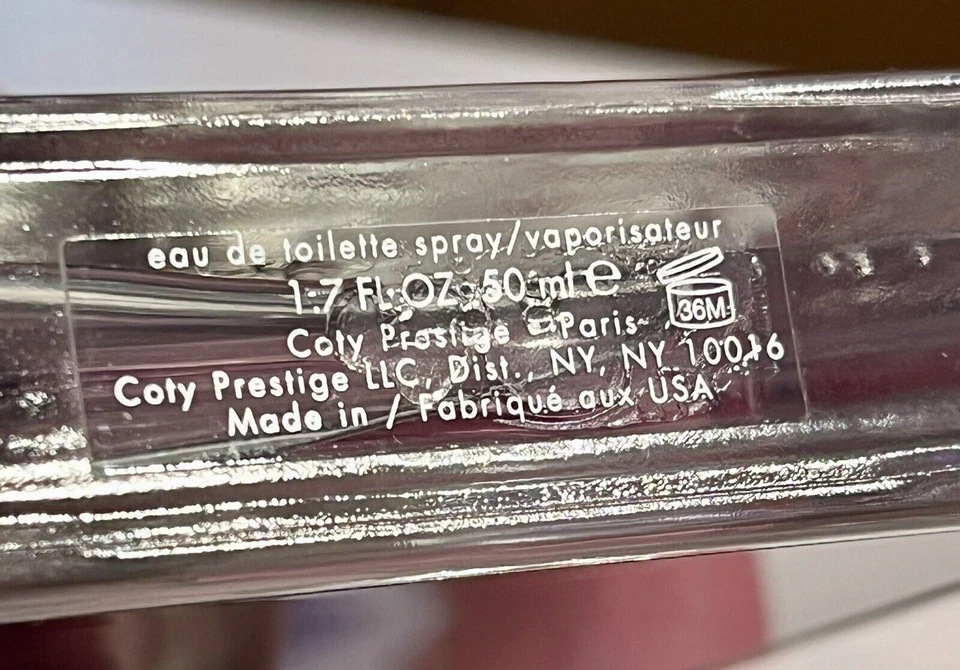 eau de toilette spray/vaporisateur
1.7 FL.OZ. 50 ml e
36M
Coty Prestige - Paris
Coty Prestige LLC, Dist., NY, NY 10016
Made in / Fabriqué aux USA